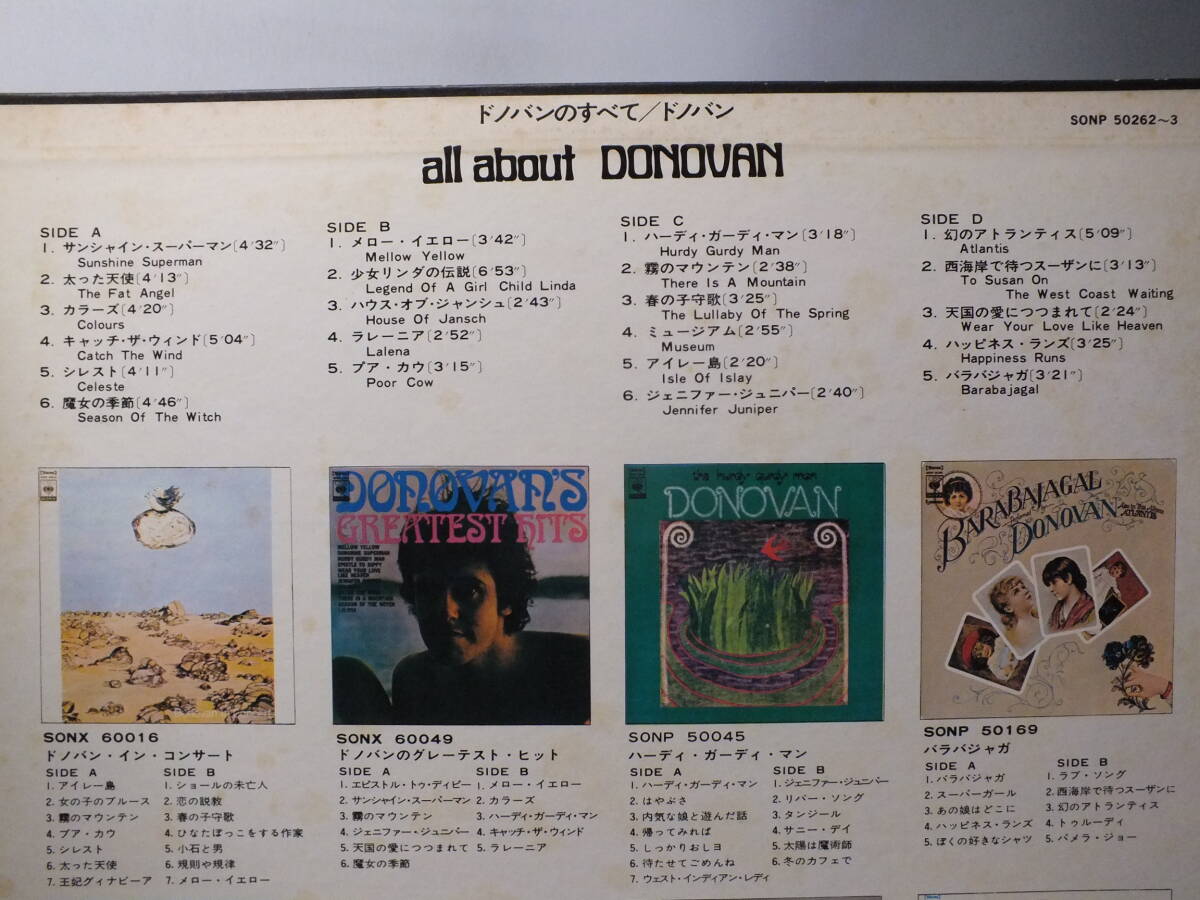 ドノバンのすべて／ドノバン
SONP 50262～3
all about DONOVAN
SIDE A
1. サンシャイン・スーパーマン〔4′32″〕
Sunshine Superman
2. 太った天使〔4′13″〕
The Fat Angel
3. カラーズ〔4′20″〕
Colours
4. キャッチ・ザ・ウィンド〔5′04″〕
Catch The Wind
5. シレスト〔4′11″〕
Celeste
6. 魔女の季節〔4′46″〕
Season Of The Witch
SIDE B
1. メロー・イエロー〔3′42″〕
Mellow Yellow
2. 少女リンダの伝説〔6′53″〕
Legend Of A Girl Child Linda
3. ハウス・オブ・ジャンシュ〔2′43″〕
House Of Jansch
4. ラレーニア〔2′52″〕
Lalena
5. プア・カウ〔3′15″〕
Poor Cow
SIDE C
1. ハーディ・ガーディ・マン〔3′18″〕
Hurdy Gurdy Man
2. 霧のマウンテン〔2′38″〕
There Is A Mountain
3. 春の子守歌〔3′25″〕
The Lullaby Of The Spring
4. ミュージアム〔2′55″〕
Museum
5. アイレー島〔2′20″〕
Isle Of Islay
6. ジェニファー・ジュニパー〔2′40″〕
Jennifer Juniper
SIDE D
1. 幻のアトランティス〔5′09″〕
Atlantis
2. 西海岸で待つスーザンに〔3′13″〕
To Susan On
The West Coast Waiting
3. 天国の愛につつまれて〔2′24″〕
Wear Your Love Like Heaven
4. ハッピネス・ランズ〔3′25″〕
Happiness Runs
5. バラバジャガ〔3′21″〕
Barabajagal
DONOVAN'S
GREATEST HITS
MELLOW YELLOW
SUNSHINE SUPERMAN
HURDY GURDY MAN
EPISTLE TO DIPPY
WEAR YOUR LOVE
LIKE HEAVEN
JENNIFER
THERE IS A MOUNTAIN
SEASON OF THE WITCH
LALENA
the hurdy gurdy man
DONOVAN
BARABAJAGAL
DONOVAN
ATLANTIS
SONX 60016
ドノバン・イン・コンサート
SIDE A
1. アイレー島
2. 女の子のブルース
3. 霧のマウンテン
4. プア・カウ
5. シレスト
6. 太った天使
7. 王妃グィナビーア
SIDE B
1. ショールの未亡人
2. 恋の説教
3. 春の子守歌
4. ひなたぼっこをする作家
5. 小石と男
6. 規則や規律
7. メロー・イエロー
SONX 60049
ドノバンのグレーテスト・ヒット
SIDE A
1. エピストル・トゥ・ディピー
2. サンシャイン・スーパーマン
3. 霧のマウンテン
4. ジェニファー・ジュニパー
5. 天国の愛につつまれて
6. 魔女の季節
SIDE B
1. メロー・イエロー
2. カラーズ
3. ハーディ・ガーディ・マン
4. キャッチ・ザ・ウィンド
5. ラレーニア
SONP 50045
ハーディ・ガーディ・マン
SIDE A
1. ハーディ・ガーディ・マン
2. はやぶさ
3. 内気な娘と遊んだ話
4. 帰ってみれば
5. しっかりおしヨ
6. 待たせてごめんね
7. ウェスト・インディアン・レディ
SIDE B
1. ジェニファー・ジュニパー
2. リバー・ソング
3. タンジール
4. サニー・デイ
5. 太陽は魔術師
6. 冬のカフェで
SONP 50169
バラバジャガ
SIDE A
1. バラバジャガ
2. スーパーガール
3. あの娘はどこに
4. ハッピネス・ランズ
5. ぼくの好きなシャツ
SIDE B
1. ラブ・ソング
2. 西海岸で待つスーザンに
3. 幻のアトランティス
4. トゥルーディ
5. パメラ・ジョー